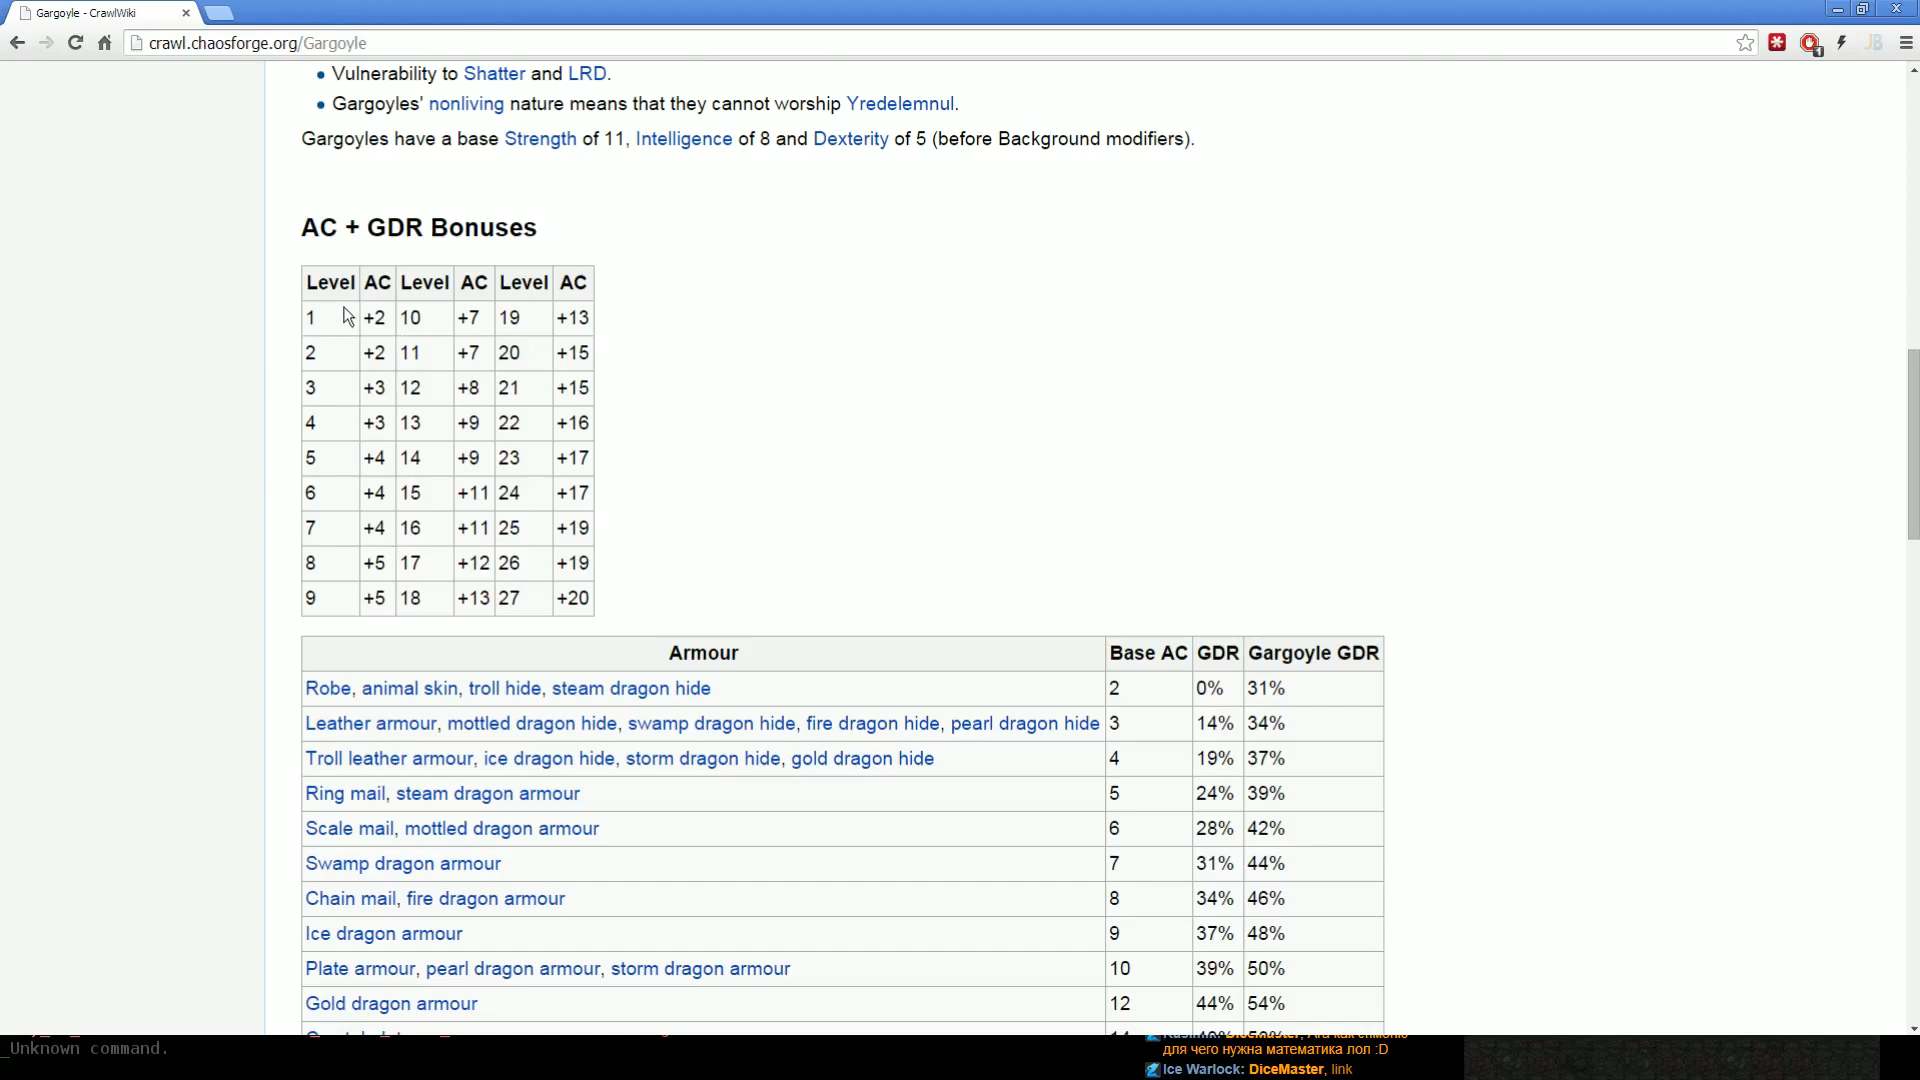 Gargoyle - CrawlWiki
crawl.chaosforge.org/Gargoyle
Vulnerability to Shatter and LRD.
Gargoyles' nonliving nature means that they cannot worship Yredelemnul.
Gargoyles have a base Strength of 11, Intelligence of 8 and Dexterity of 5 (before Background modifiers).
AC + GDR Bonuses
Level AC Level AC Level AC
1 +2 10 +7 19 +13
2 +2 11 +7 20 +15
3 +3 12 +8 21 +15
4 +3 13 +9 22 +16
5 +4 14 +9 23 +17
6 +4 15 +11 24 +17
7 +4 16 +11 25 +19
8 +5 17 +12 26 +19
9 +5 18 +13 27 +20
Armour Base AC GDR Gargoyle GDR
Robe, animal skin, troll hide, steam dragon hide 2 0% 31%
Leather armour, mottled dragon hide, swamp dragon hide, fire dragon hide, pearl dragon hide 3 14% 34%
Troll leather armour, ice dragon hide, storm dragon hide, gold dragon hide 4 19% 37%
Ring mail, steam dragon armour 5 24% 39%
Scale mail, mottled dragon armour 6 28% 42%
Swamp dragon armour 7 31% 44%
Chain mail, fire dragon armour 8 34% 46%
Ice dragon armour 9 37% 48%
Plate armour, pearl dragon armour, storm dragon armour 10 39% 50%
Gold dragon armour 12 44% 54%
_Unknown command.
для чего нужна математика лол :D
Ice Warlock: DiceMaster, link